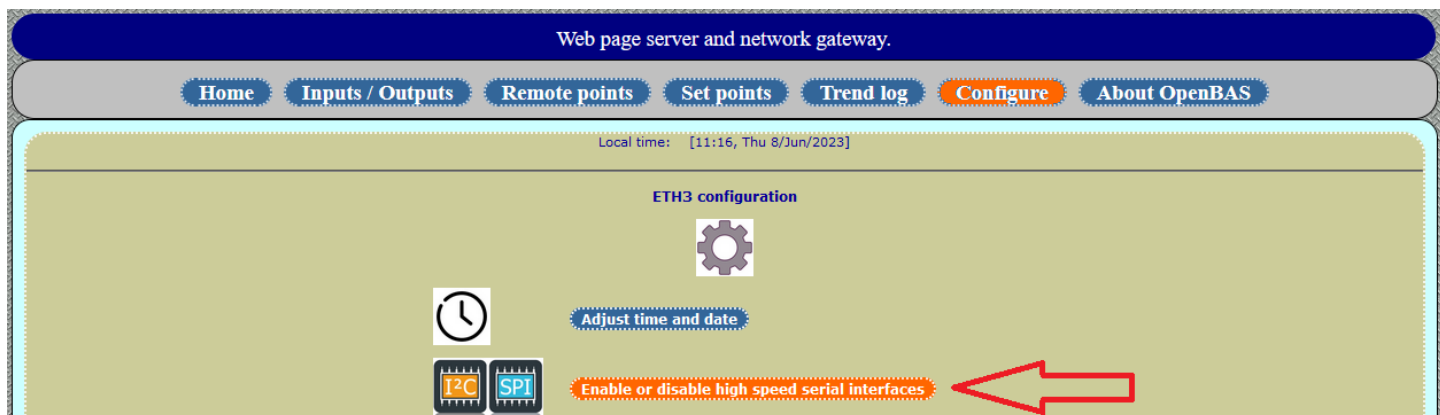 Web page server and network gateway.
Home Inputs / Outputs Remote points Set points Trend log Configure About OpenBAS
Local time: [11:16, Thu 8/Jun/2023]
ETH3 configuration
Adjust time and date
I²C SPI Enable or disable high speed serial interfaces